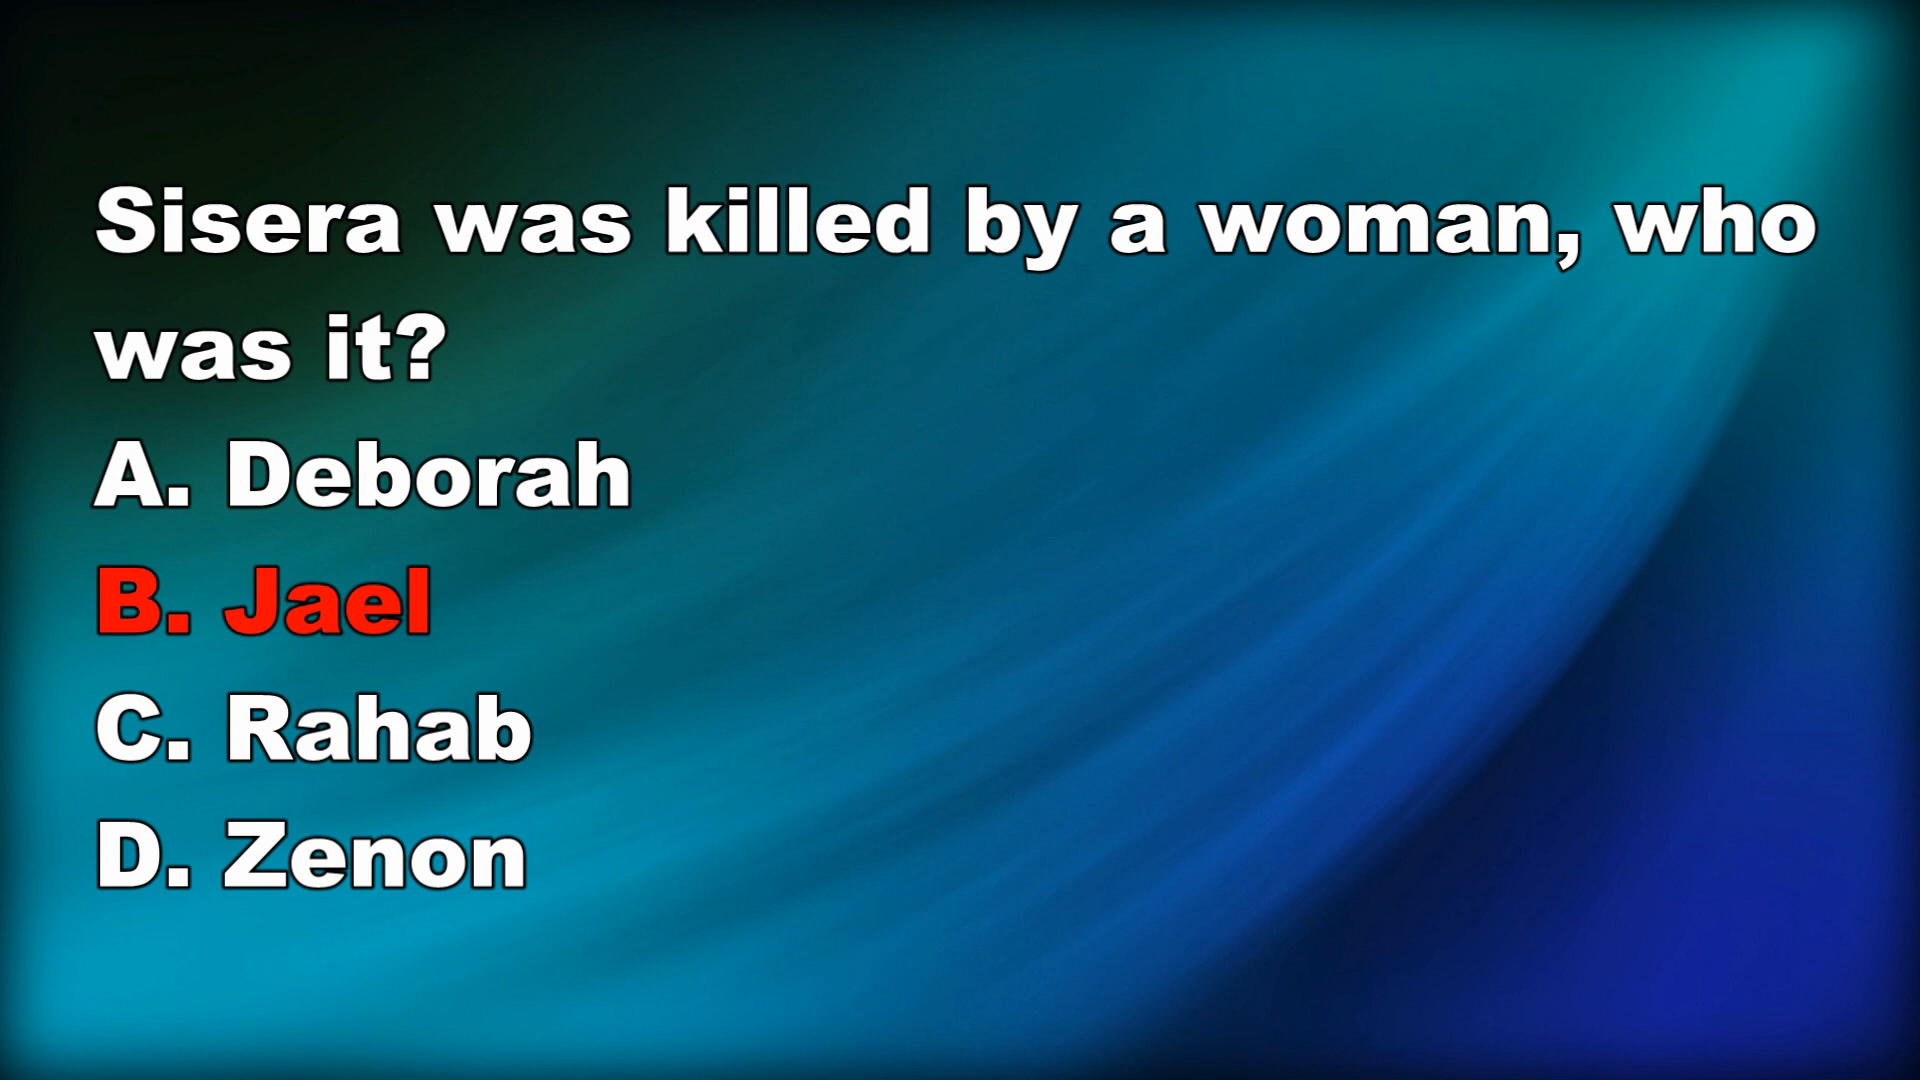 Sisera was killed by a woman, who
was it?
A. Deborah
B. Jael
C. Rahab
D. Zenon